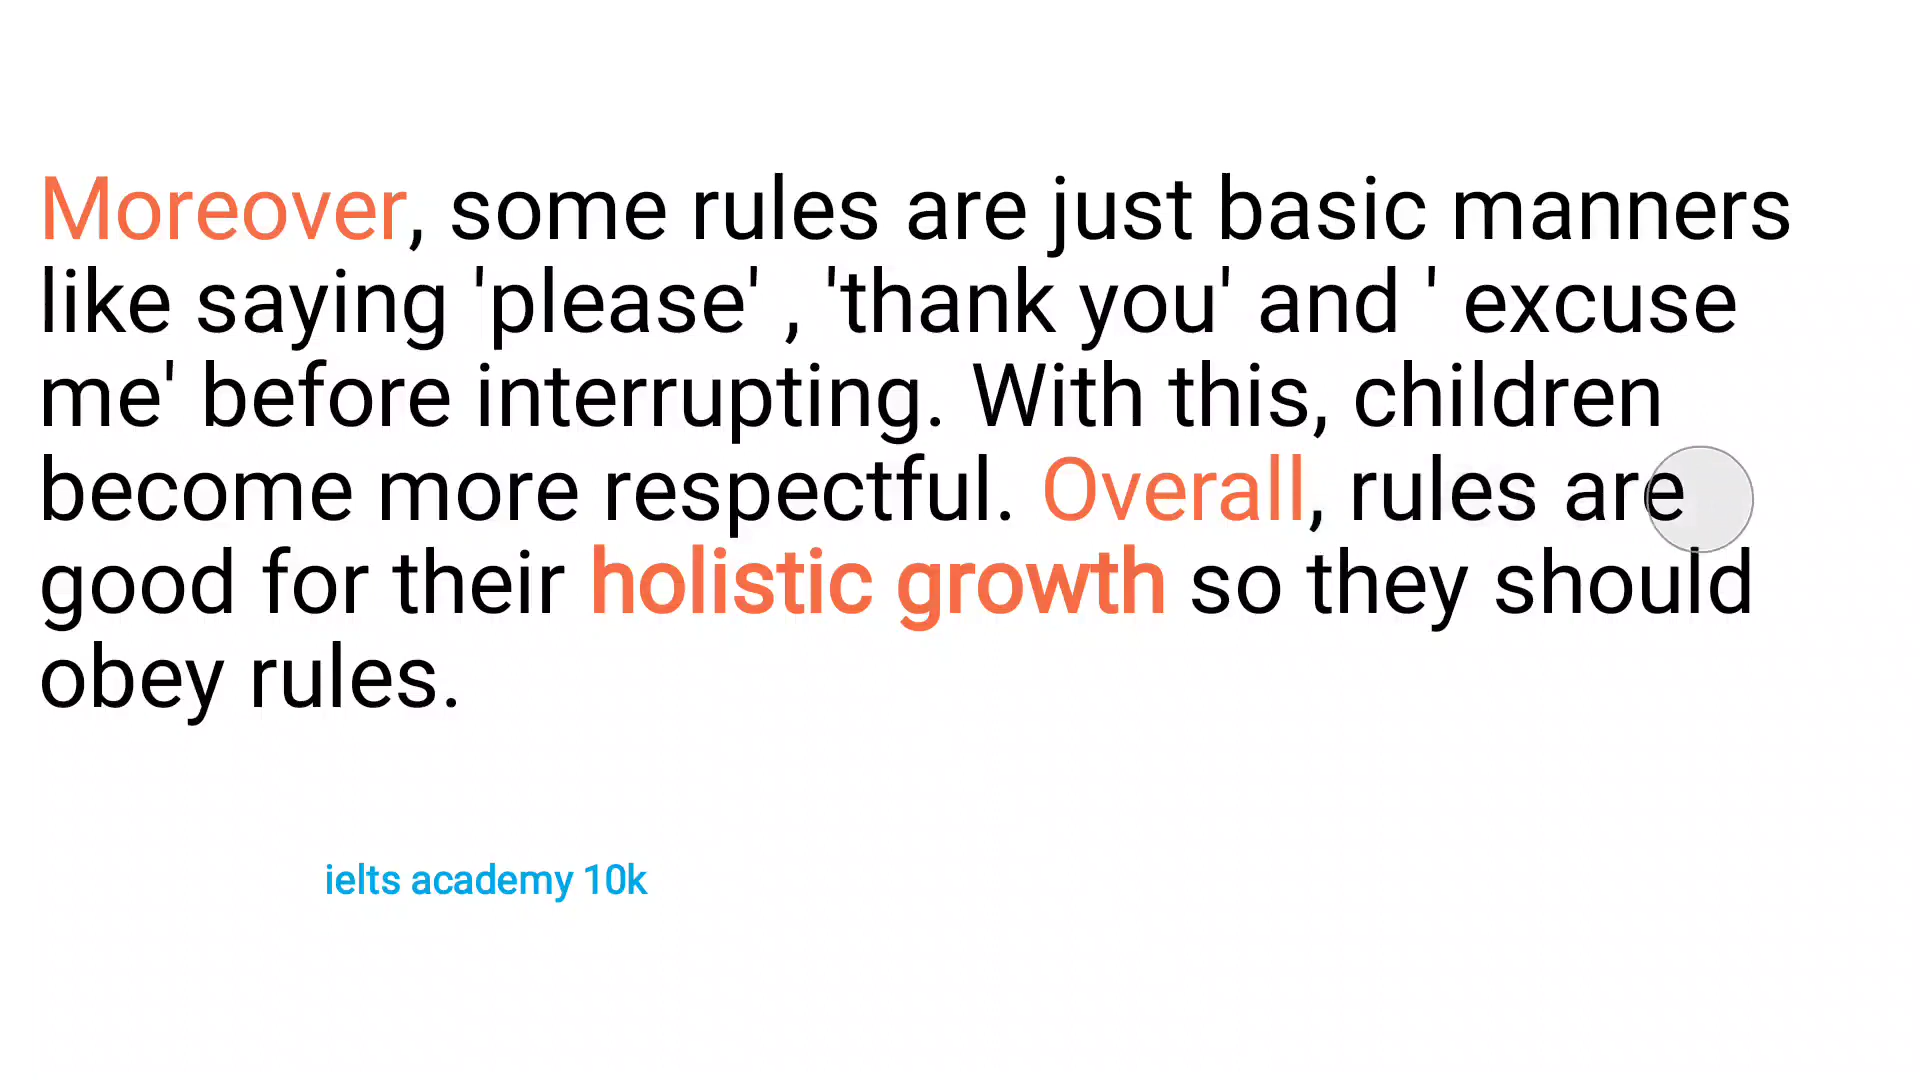 Moreover, some rules are just basic manners
like saying 'please' , 'thank you' and ' excuse
me' before interrupting. With this, children
become more respectful. Overall, rules are
good for their holistic growth so they should
obey rules.
ielts academy 10k